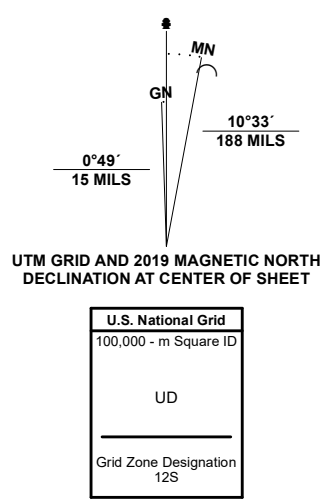 MN
GN
10°33´
188 MILS
0°49´
15 MILS
UTM GRID AND 2019 MAGNETIC NORTH
DECLINATION AT CENTER OF SHEET
U.S. National Grid
100,000 - m Square ID
UD
Grid Zone Designation
12S